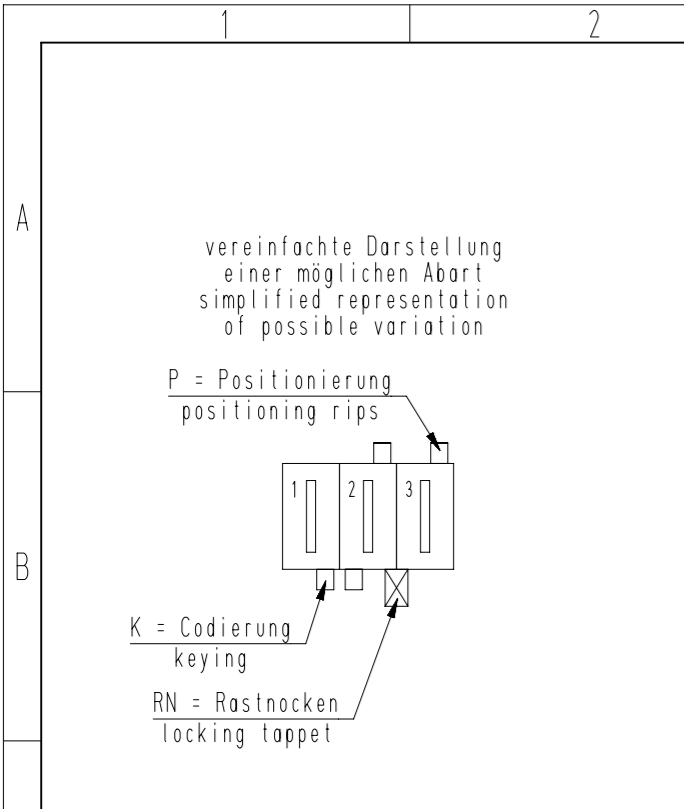 1
2
A
vereinfachte Darstellung
einer möglichen Abart
simplified representation
of possible variation
P = Positionierung
positioning rips
1
2
3
B
K = Codierung
keying
RN = Rastnocken
locking tappet